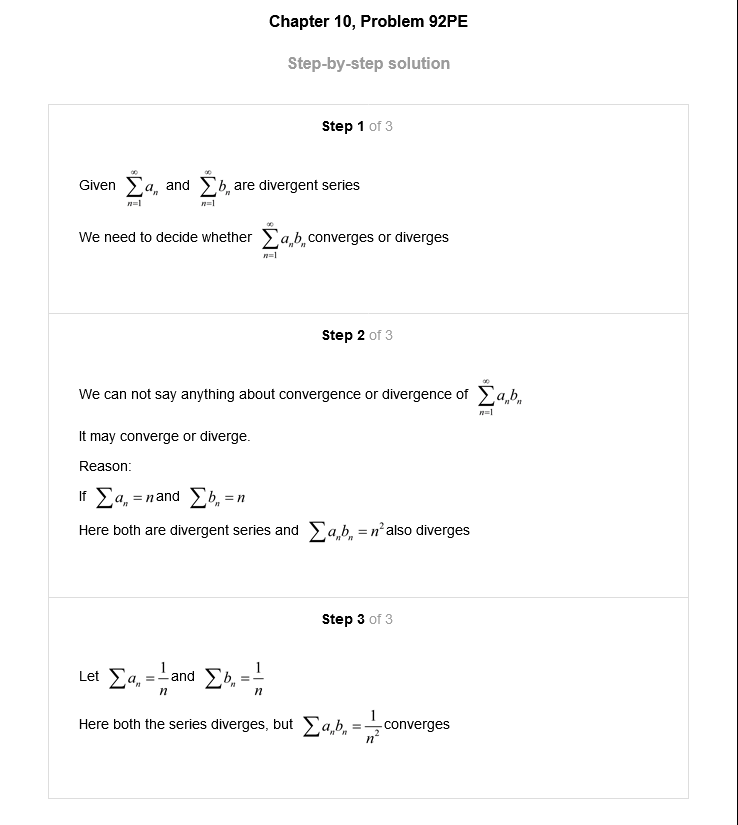 Chapter 10, Problem 92PE
Step-by-step solution
Step 1 of 3
Given $\sum_{n=1}^{\infty} a_n$ and $\sum_{n=1}^{\infty} b_n$ are divergent series
We need to decide whether $\sum_{n=1}^{\infty} a_n b_n$ converges or diverges
Step 2 of 3
We can not say anything about convergence or divergence of $\sum_{n=1}^{\infty} a_n b_n$
It may converge or diverge.
Reason:
If $\sum a_n = n$ and $\sum b_n = n$
Here both are divergent series and $\sum a_n b_n = n^2$ also diverges
Step 3 of 3
Let $\sum a_n = \frac{1}{n}$ and $\sum b_n = \frac{1}{n}$
Here both the series diverges, but $\sum a_n b_n = \frac{1}{n^2}$ converges